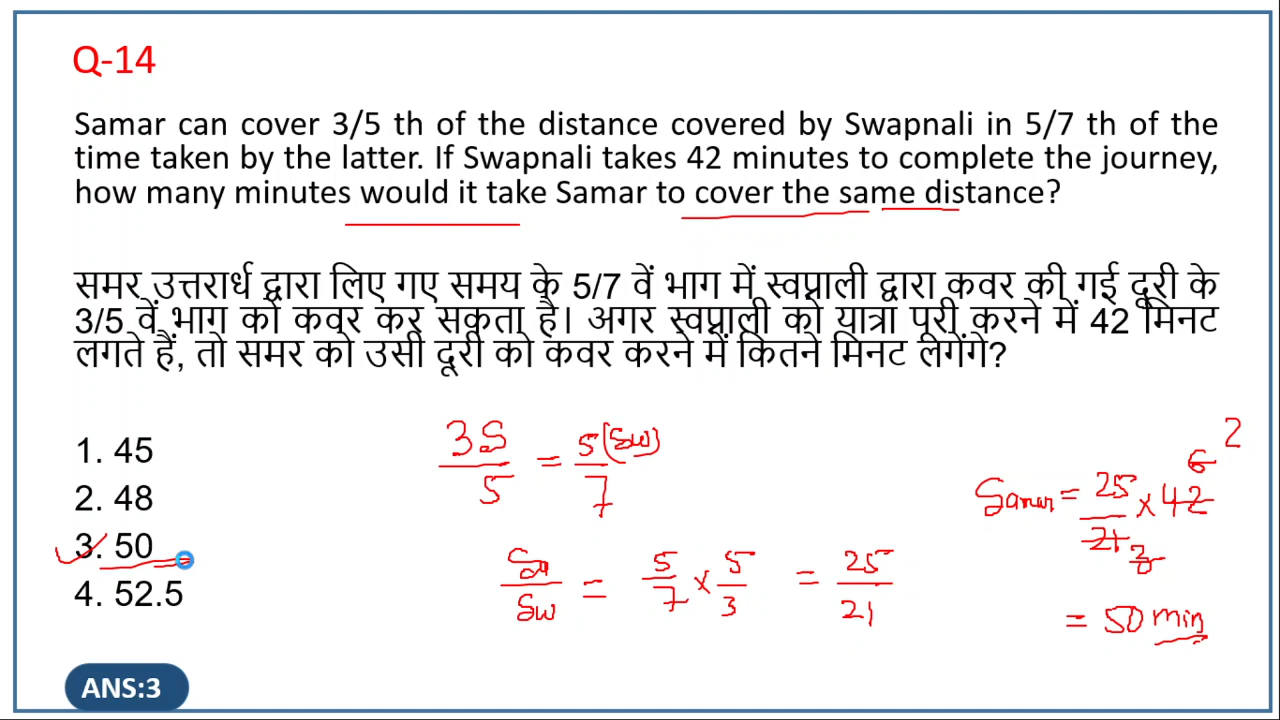 Q-14
Samar can cover 3/5 th of the distance covered by Swapnali in 5/7 th of the
time taken by the latter. If Swapnali takes 42 minutes to complete the journey,
how many minutes would it take Samar to cover the same distance?
समर उत्तरार्ध द्वारा लिए गए समय के 5/7 वें भाग में स्वप्नाली द्वारा कवर की गई दूरी के
3/5 वें भाग को कवर कर सकता है। अगर स्वप्नाली को यात्रा पूरी करने में 42 मिनट
लगते हैं, तो समर को उसी दूरी को कवर करने में कितने मिनट लगेंगे?
1. 45
2. 48
3. 50
4. 52.5
3S/5 = 5(Sw)/7
Sa/Sw = 5/7 × 5/3 = 25/21
Samar = 25/21 × 42
6 2
3
= 50 min
ANS:3